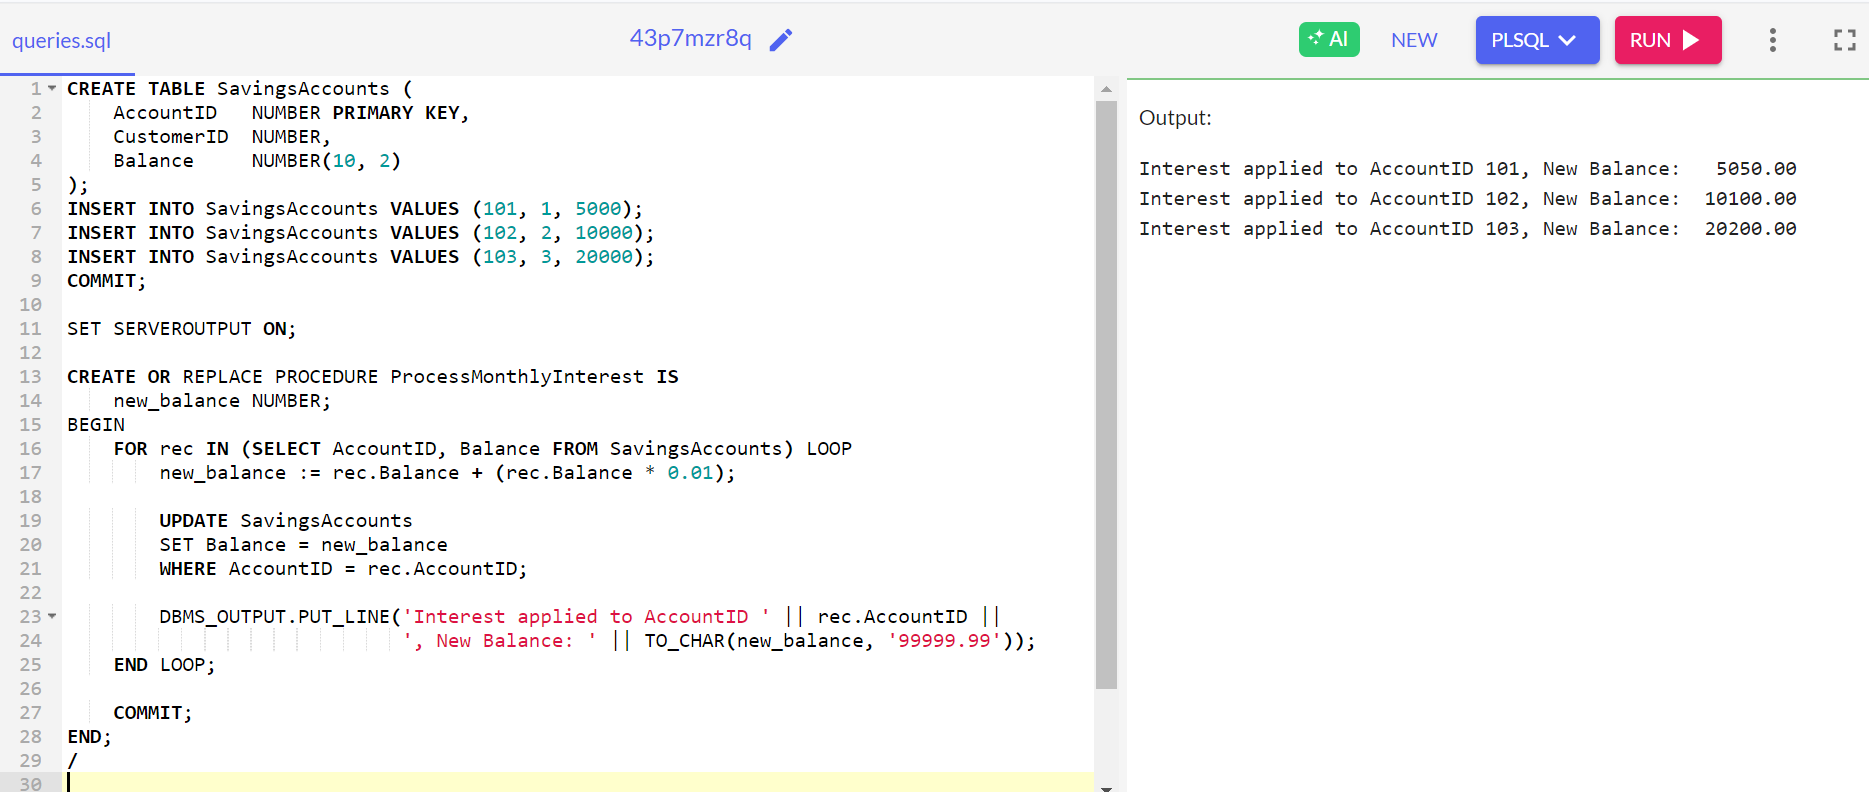 queries.sql
43p7mzr8q
AI
NEW
PLSQL
RUN
1 CREATE TABLE SavingsAccounts (
2     AccountID   NUMBER PRIMARY KEY,
3     CustomerID  NUMBER,
4     Balance     NUMBER(10, 2)
5 );
6 INSERT INTO SavingsAccounts VALUES (101, 1, 5000);
7 INSERT INTO SavingsAccounts VALUES (102, 2, 10000);
8 INSERT INTO SavingsAccounts VALUES (103, 3, 20000);
9 COMMIT;
10
11 SET SERVEROUTPUT ON;
12
13 CREATE OR REPLACE PROCEDURE ProcessMonthlyInterest IS
14     new_balance NUMBER;
15 BEGIN
16     FOR rec IN (SELECT AccountID, Balance FROM SavingsAccounts) LOOP
17         new_balance := rec.Balance + (rec.Balance * 0.01);
18
19         UPDATE SavingsAccounts
20         SET Balance = new_balance
21         WHERE AccountID = rec.AccountID;
22
23         DBMS_OUTPUT.PUT_LINE('Interest applied to AccountID ' || rec.AccountID ||
24                              ', New Balance: ' || TO_CHAR(new_balance, '99999.99'));
25     END LOOP;
26
27     COMMIT;
28 END;
29 /
30
Output:
Interest applied to AccountID 101, New Balance:   5050.00
Interest applied to AccountID 102, New Balance:  10100.00
Interest applied to AccountID 103, New Balance:  20200.00